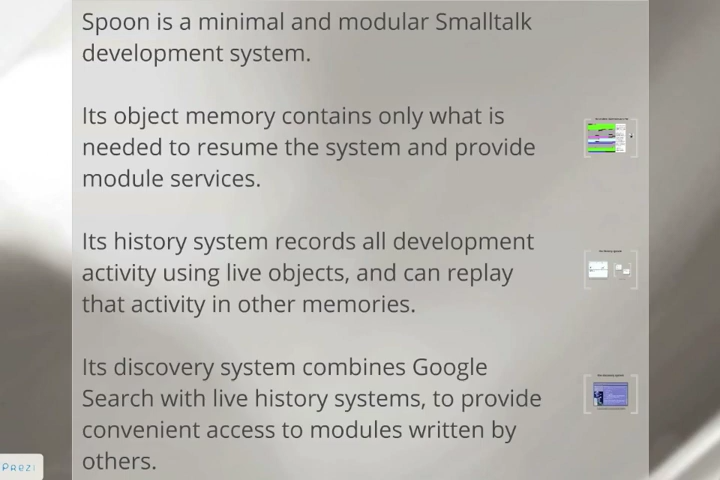 Spoon is a minimal and modular Smalltalk
development system.
Its object memory contains only what is
needed to resume the system and provide
module services.
Its history system records all development
activity using live objects, and can replay
that activity in other memories.
Its discovery system combines Google
Search with live history systems, to provide
convenient access to modules written by
others.
Prezi